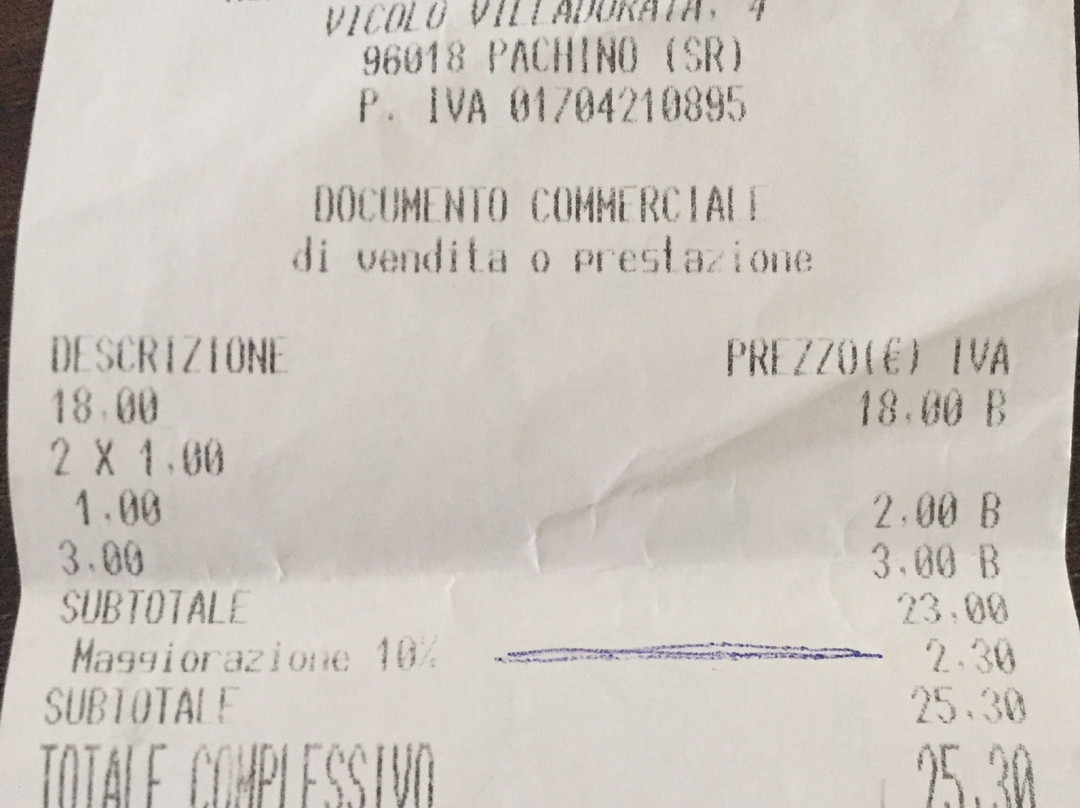 VICOLO VILLADORATA, 4
96018 PACHINO (SR)
P. IVA 01704210895
DOCUMENTO COMMERCIALE
di vendita o prestazione
DESCRIZIONE PREZZO(€) IVA
18,00 18,00 B
2 X 1,00
1,00 2,00 B
3,00 3,00 B
SUBTOTALE 23,00
Maggiorazione 10% 2,30
SUBTOTALE 25,30
TOTALE COMPLESSIVO 25,30